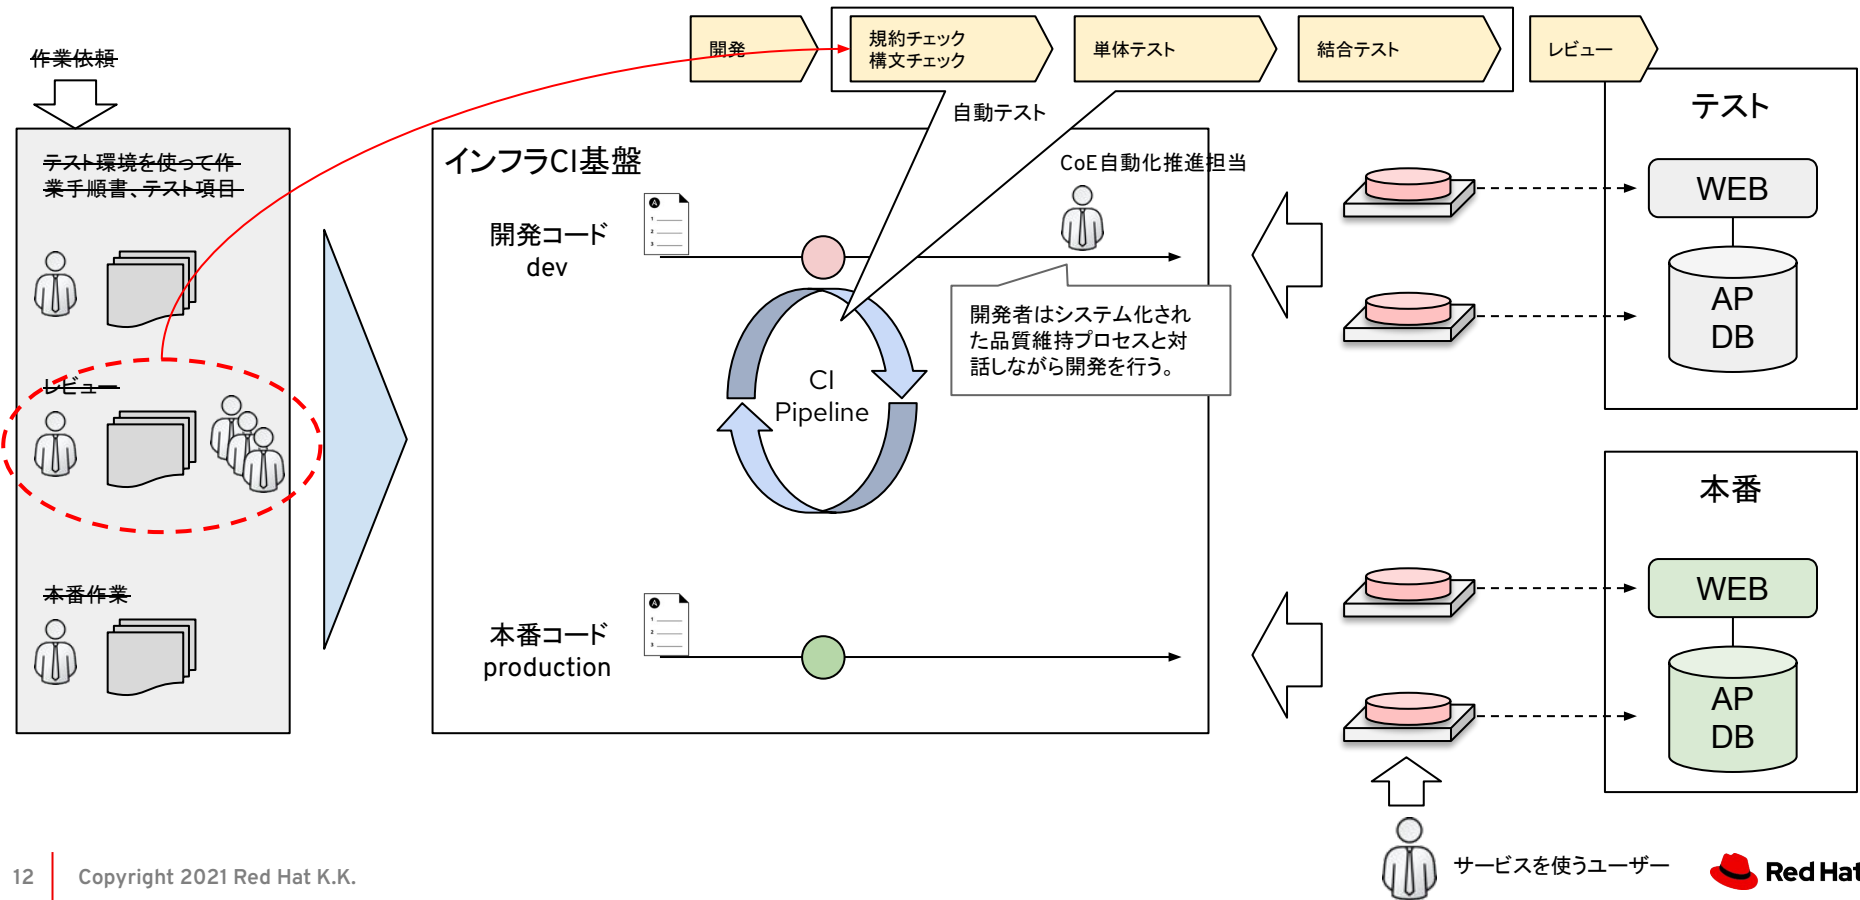 作業依頼
テスト環境を使って作
業手順書、テスト項目
レビュー
本番作業
開発
規約チェック
構文チェック
単体テスト
結合テスト
レビュー
自動テスト
インフラCI基盤
CoE自動化推進担当
開発コード
dev
開発者はシステム化され
た品質維持プロセスと対
話しながら開発を行う。
CI
Pipeline
本番コード
production
テスト
WEB
AP
DB
本番
WEB
AP
DB
サービスを使うユーザー
12
Copyright 2021 Red Hat K.K.
Red Hat